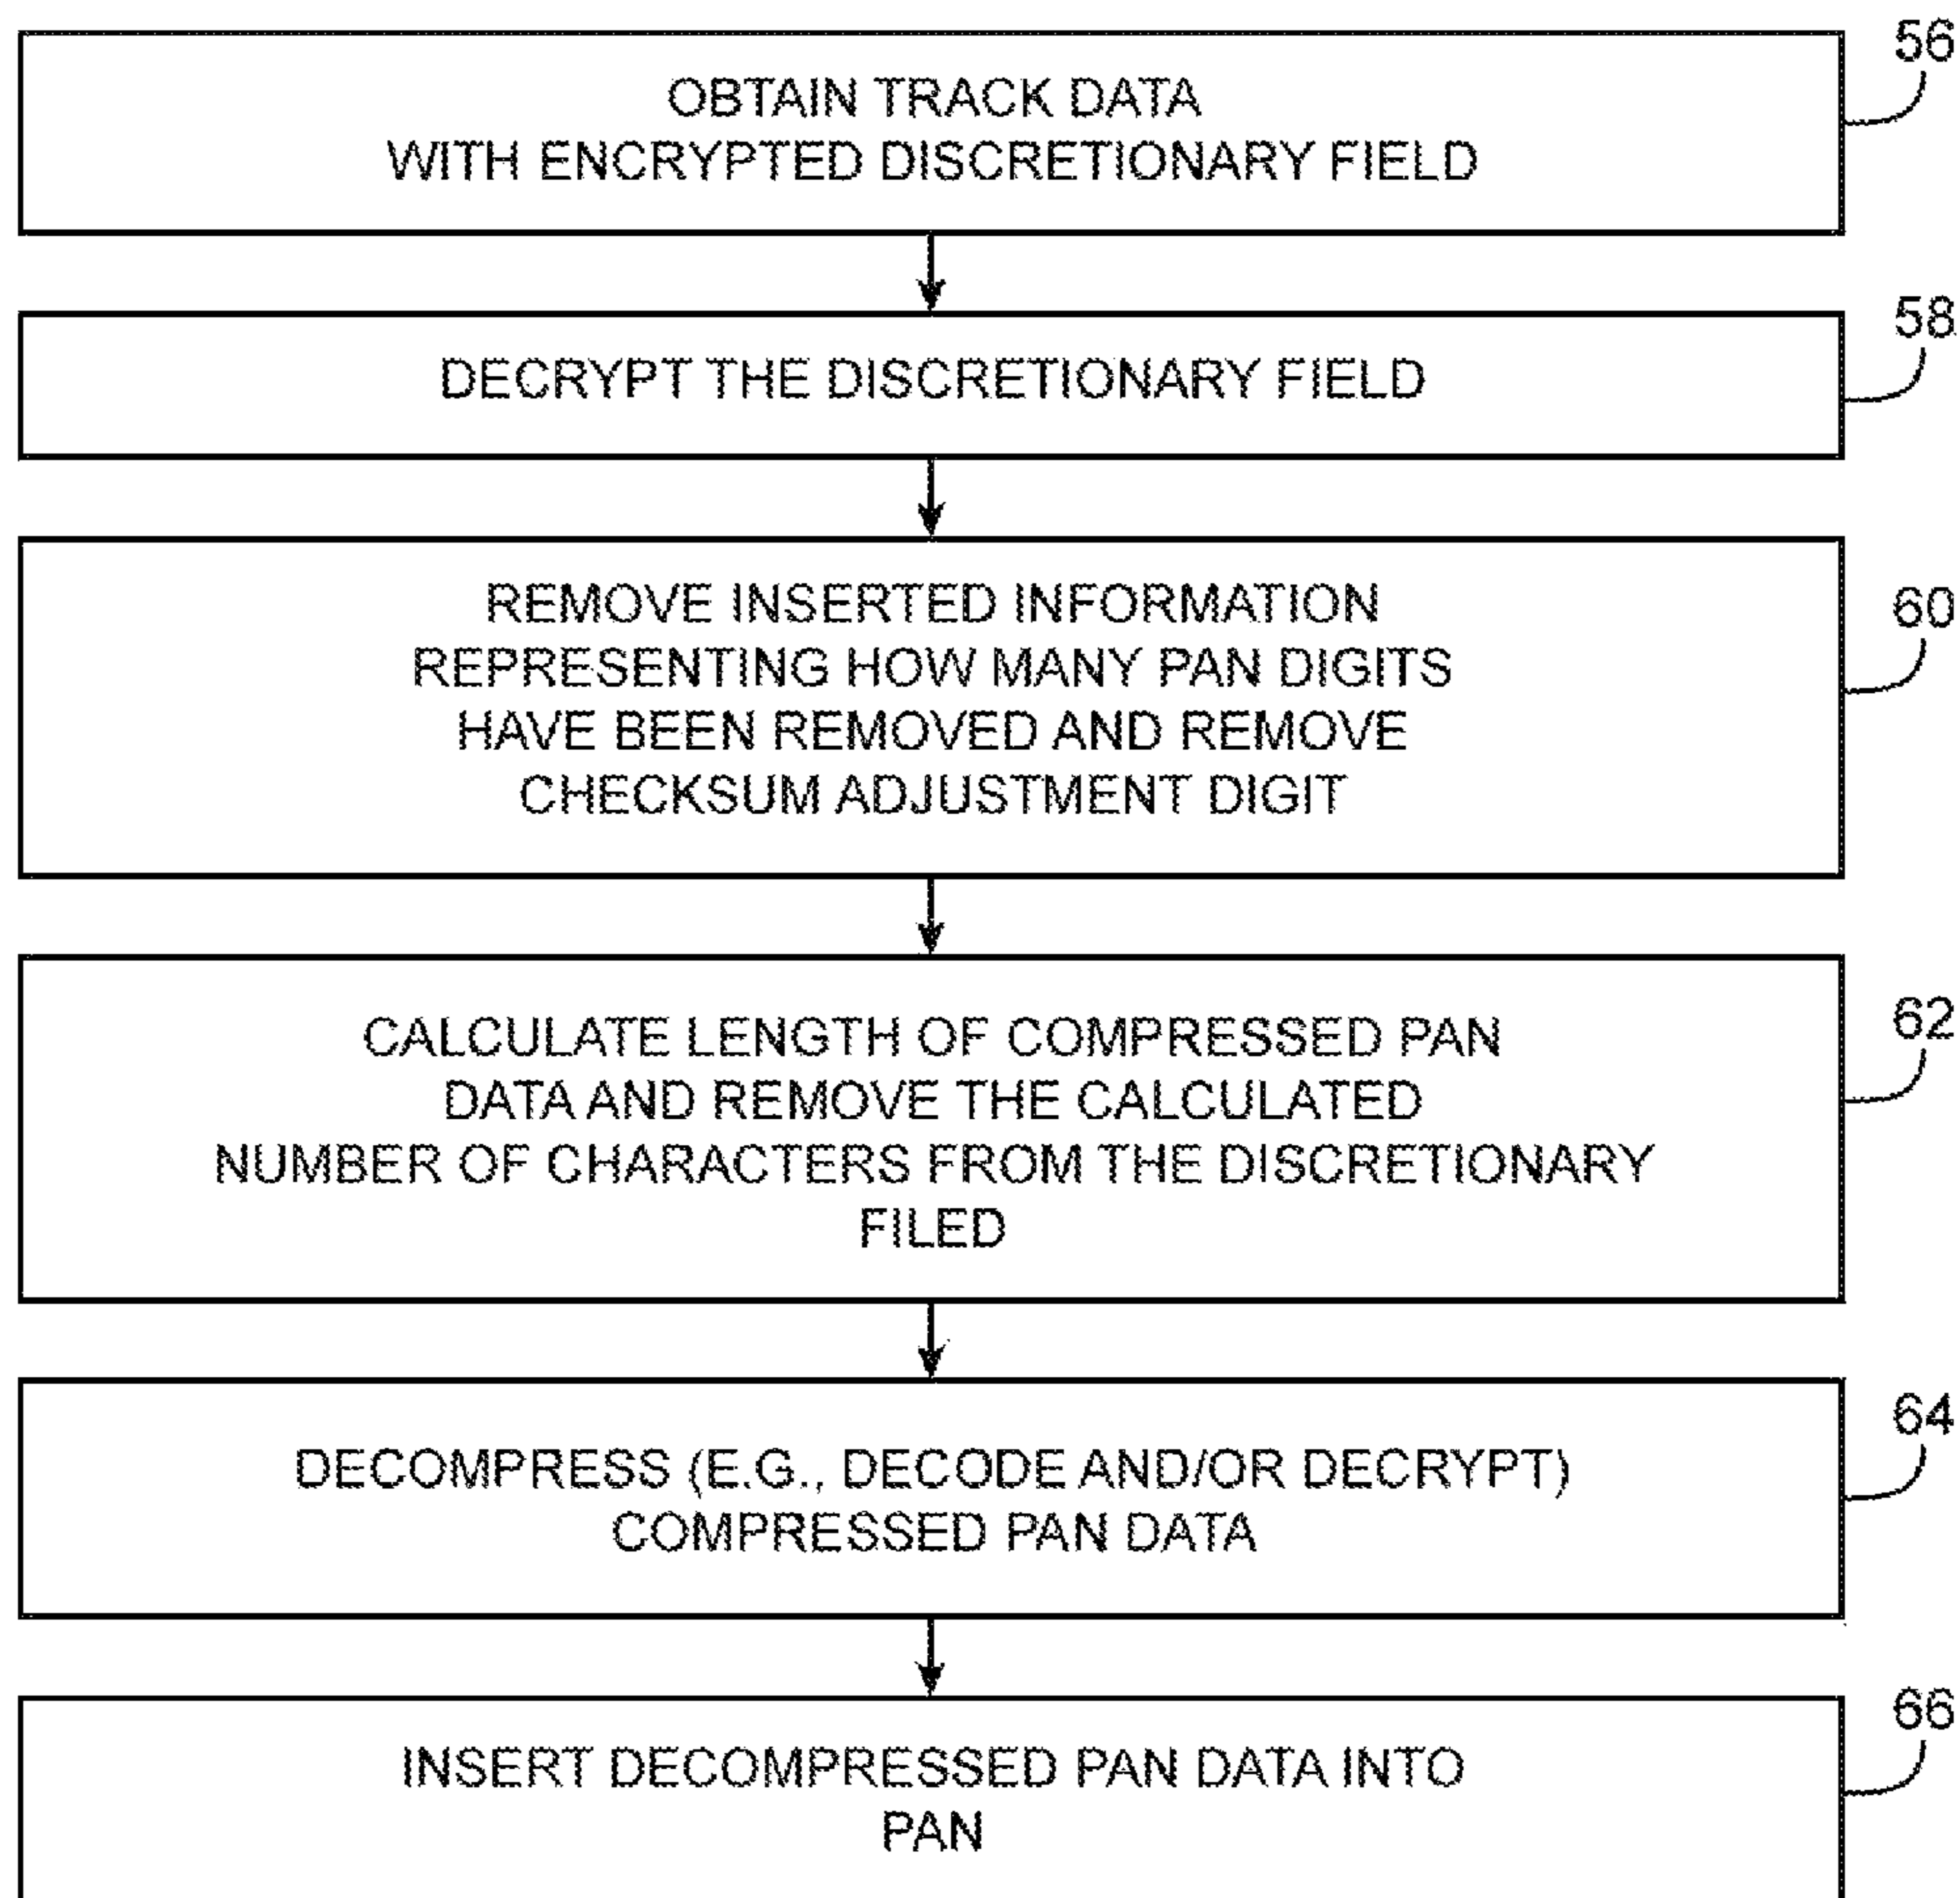 56
OBTAIN TRACK DATA
WITH ENCRYPTED DISCRETIONARY FIELD
58
DECRYPT THE DISCRETIONARY FIELD
60
REMOVE INSERTED INFORMATION
REPRESENTING HOW MANY PAN DIGITS
HAVE BEEN REMOVED AND REMOVE
CHECKSUM ADJUSTMENT DIGIT
62
CALCULATE LENGTH OF COMPRESSED PAN
DATA AND REMOVE THE CALCULATED
NUMBER OF CHARACTERS FROM THE DISCRETIONARY
FILED
64
DECOMPRESS (E.G., DECODE AND/OR DECRYPT)
COMPRESSED PAN DATA
66
INSERT DECOMPRESSED PAN DATA INTO
PAN